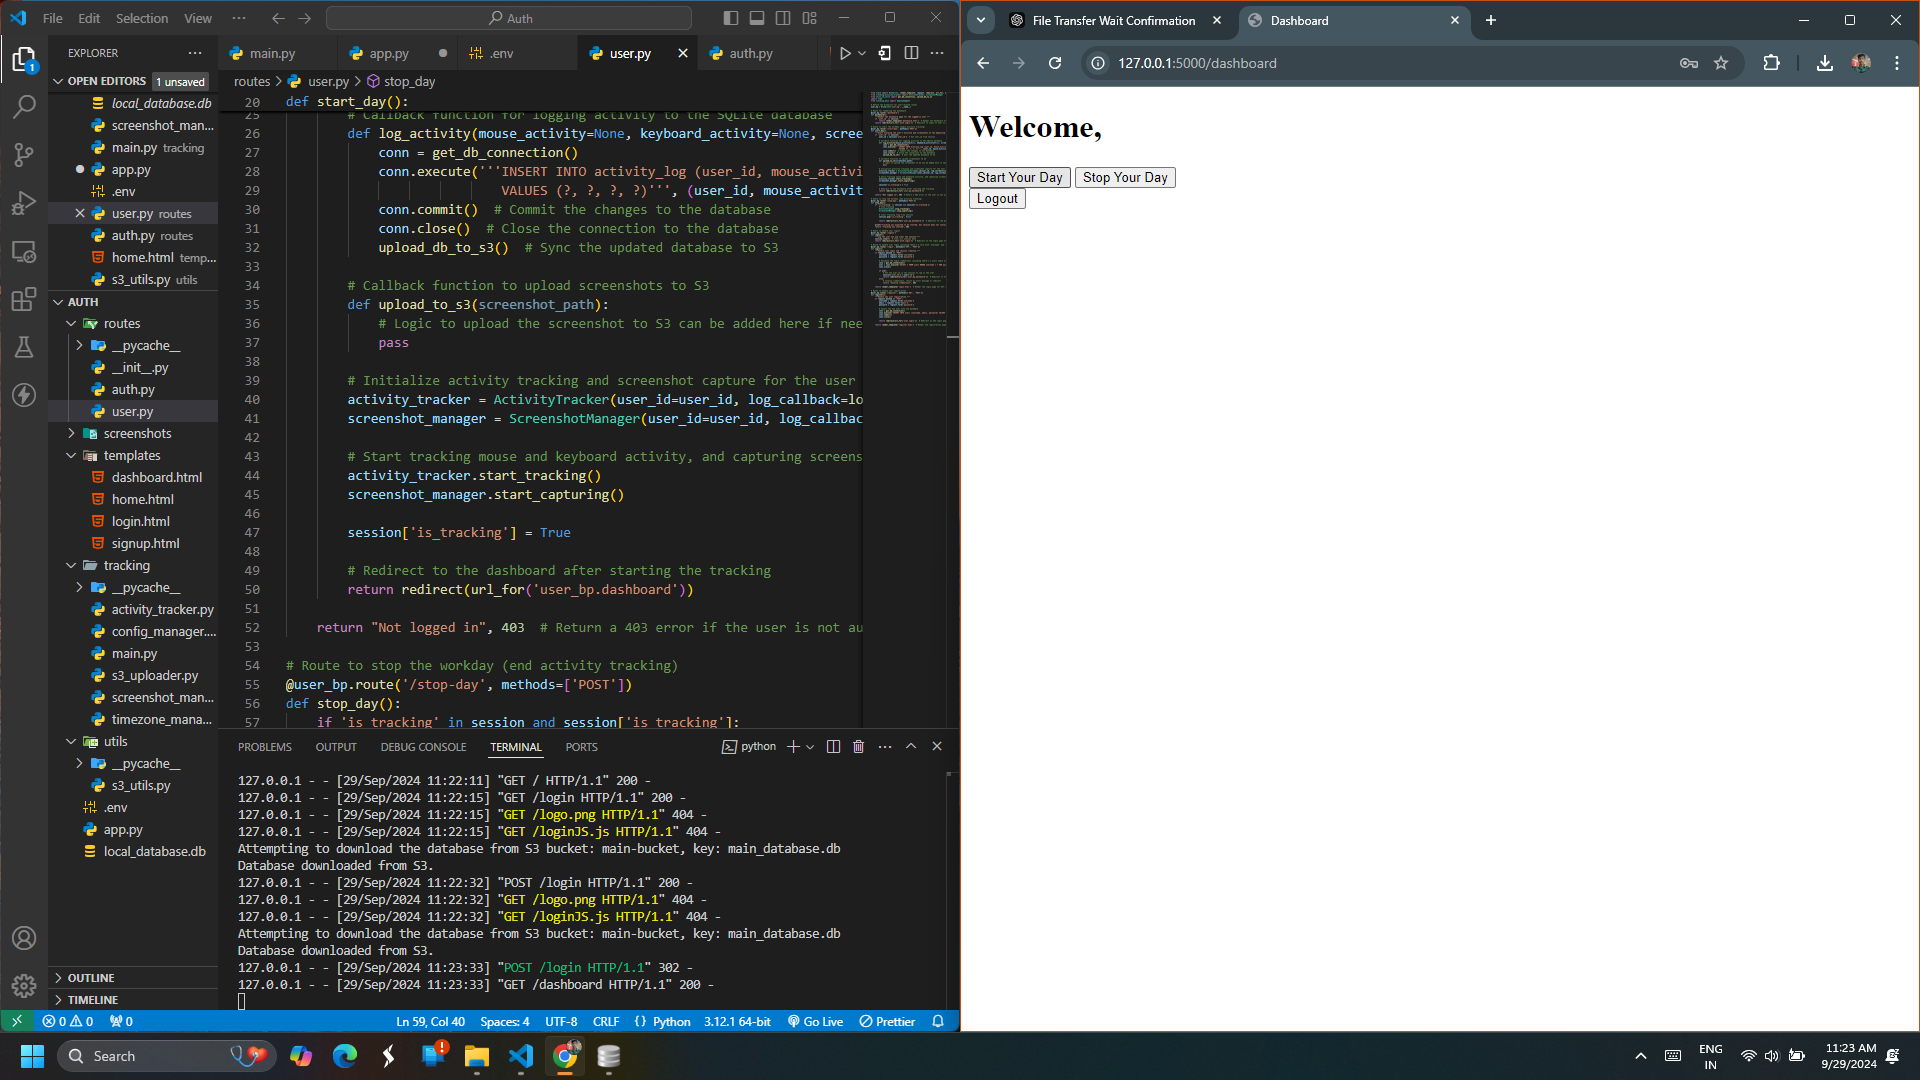 File Edit Selection View ··· Auth
EXPLORER
OPEN EDITORS 1 unsaved
local_database.db
screenshot_man...
main.py tracking
app.py
.env
user.py routes
auth.py routes
home.html temp...
s3_utils.py utils
AUTH
routes
__pycache__
__init__.py
auth.py
user.py
screenshots
templates
dashboard.html
home.html
login.html
signup.html
tracking
__pycache__
activity_tracker.py
config_manager....
main.py
s3_uploader.py
screenshot_man...
timezone_mana...
utils
__pycache__
s3_utils.py
.env
app.py
local_database.db
OUTLINE
TIMELINE
main.py app.py .env user.py auth.py
routes > user.py > stop_day
20 def start_day():
25 # Callback function for logging activity to the SQLite database
26 def log_activity(mouse_activity=None, keyboard_activity=None, scree
27 conn = get_db_connection()
28 conn.execute('''INSERT INTO activity_log (user_id, mouse_activi
29 VALUES (?, ?, ?, ?)''', (user_id, mouse_activit
30 conn.commit() # Commit the changes to the database
31 conn.close() # Close the connection to the database
32 upload_db_to_s3() # Sync the updated database to S3
33
34 # Callback function to upload screenshots to S3
35 def upload_to_s3(screenshot_path):
36 # Logic to upload the screenshot to S3 can be added here if nee
37 pass
38
39 # Initialize activity tracking and screenshot capture for the user
40 activity_tracker = ActivityTracker(user_id=user_id, log_callback=lo
41 screenshot_manager = ScreenshotManager(user_id=user_id, log_callbac
42
43 # Start tracking mouse and keyboard activity, and capturing screens
44 activity_tracker.start_tracking()
45 screenshot_manager.start_capturing()
46
47 session['is_tracking'] = True
48
49 # Redirect to the dashboard after starting the tracking
50 return redirect(url_for('user_bp.dashboard'))
51
52 return "Not logged in", 403 # Return a 403 error if the user is not au
53
54 # Route to stop the workday (end activity tracking)
55 @user_bp.route('/stop-day', methods=['POST'])
56 def stop_day():
57 if 'is_tracking' in session and session['is_tracking']:
PROBLEMS OUTPUT DEBUG CONSOLE TERMINAL PORTS python
127.0.0.1 - - [29/Sep/2024 11:22:11] "GET / HTTP/1.1" 200 -
127.0.0.1 - - [29/Sep/2024 11:22:15] "GET /login HTTP/1.1" 200 -
127.0.0.1 - - [29/Sep/2024 11:22:15] "GET /logo.png HTTP/1.1" 404 -
127.0.0.1 - - [29/Sep/2024 11:22:15] "GET /loginJS.js HTTP/1.1" 404 -
Attempting to download the database from S3 bucket: main-bucket, key: main_database.db
Database downloaded from S3.
127.0.0.1 - - [29/Sep/2024 11:22:32] "POST /login HTTP/1.1" 200 -
127.0.0.1 - - [29/Sep/2024 11:22:32] "GET /logo.png HTTP/1.1" 404 -
127.0.0.1 - - [29/Sep/2024 11:22:32] "GET /loginJS.js HTTP/1.1" 404 -
Attempting to download the database from S3 bucket: main-bucket, key: main_database.db
Database downloaded from S3.
127.0.0.1 - - [29/Sep/2024 11:23:33] "POST /login HTTP/1.1" 302 -
127.0.0.1 - - [29/Sep/2024 11:23:33] "GET /dashboard HTTP/1.1" 200 -
0 0 0 Ln 59, Col 40 Spaces: 4 UTF-8 CRLF {} Python 3.12.1 64-bit Go Live Prettier
File Transfer Wait Confirmation Dashboard
127.0.0.1:5000/dashboard
Welcome,
Start Your Day Stop Your Day
Logout
Search
ENG
IN
11:23 AM
9/29/2024